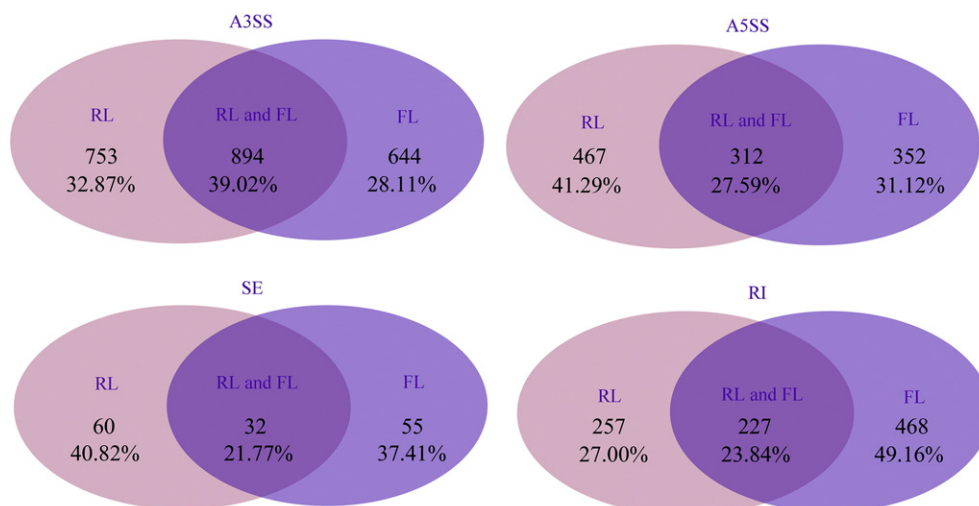 A3SS
RL
RL and FL
FL
753
894
644
32.87%
39.02%
28.11%
A5SS
RL
RL and FL
FL
467
312
352
41.29%
27.59%
31.12%
SE
RL
RL and FL
FL
60
32
55
40.82%
21.77%
37.41%
RI
RL
RL and FL
FL
257
227
468
27.00%
23.84%
49.16%